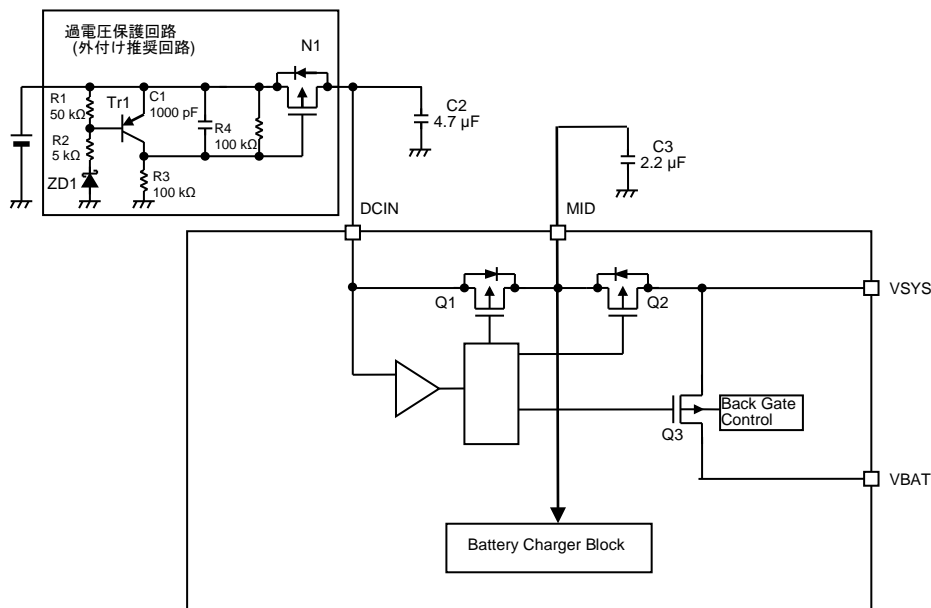 過電圧保護回路
(外付け推奨回路)
N1
R1
50 kΩ
Tr1
C1
1000 pF
R2
5 kΩ
R4
100 kΩ
ZD1
R3
100 kΩ
C2
4.7 µF
C3
2.2 µF
DCIN
MID
Q1
Q2
VSYS
Back Gate
Control
Q3
VBAT
Battery Charger Block